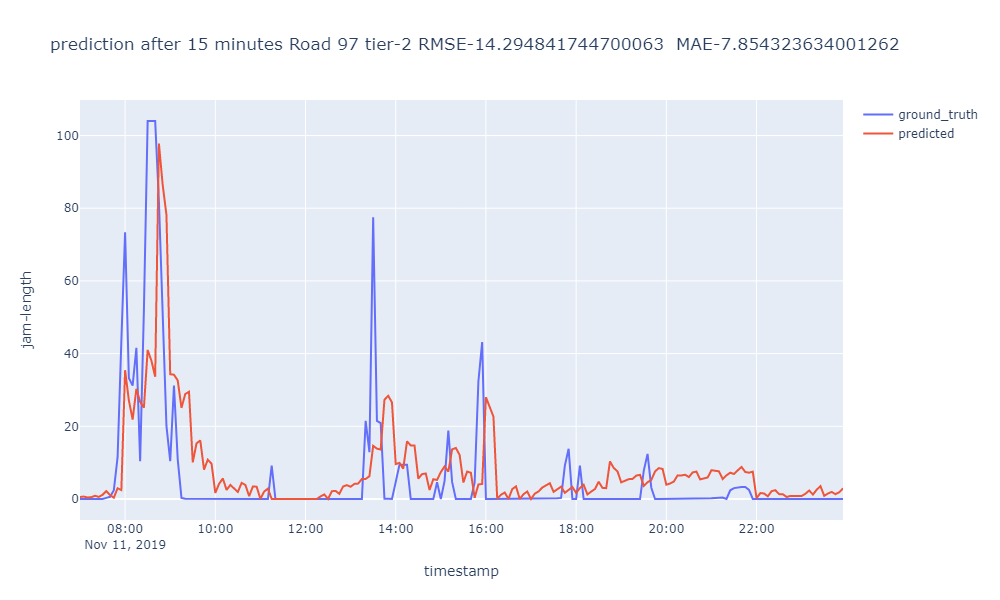 prediction after 15 minutes Road 97 tier-2 RMSE-14.294841744700063  MAE-7.854323634001262
ground_truth
predicted
jam-length
100
80
60
40
20
0
08:00 10:00 12:00 14:00 16:00 18:00 20:00 22:00
Nov 11, 2019
timestamp